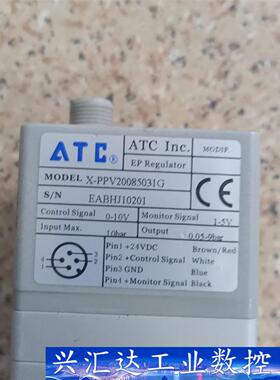 ATC® ATC Inc. MODIF.
EP Regulator
MODEL X-PPV20085031G
S/N EABHJ10201
CE
Control Signal 0-10V Monitor Signal 1-5V
Input Max. 10bar Output 0.05-9bar
Pin1 +24VDC Brown/Red
Pin2 +Control Signal White
Pin3 GND Blue
Pin4 +Monitor Signal Black
兴汇达工业数控